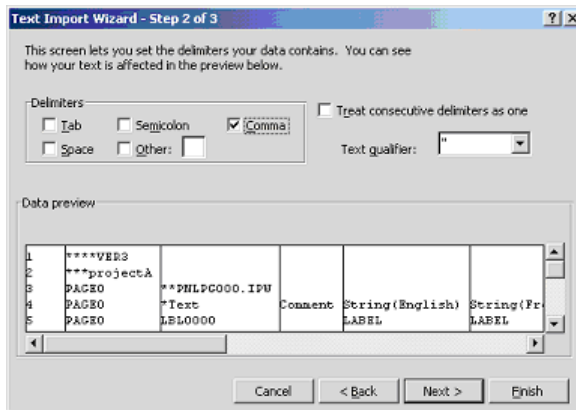 Text Import Wizard - Step 2 of 3
This screen lets you set the delimiters your data contains. You can see
how your text is affected in the preview below.
Delimiters
Tab Semicolon Comma
Space Other:
Treat consecutive delimiters as one
Text qualifier: "
Data preview
1 ****VER3
2 ***projectA
3 PAGE0 **PNLPG000.IPW
4 PAGE0 *Text Comment String(English) String(Fr
5 PAGE0 LBL0000 LABEL LABEL
Cancel < Back Next > Finish